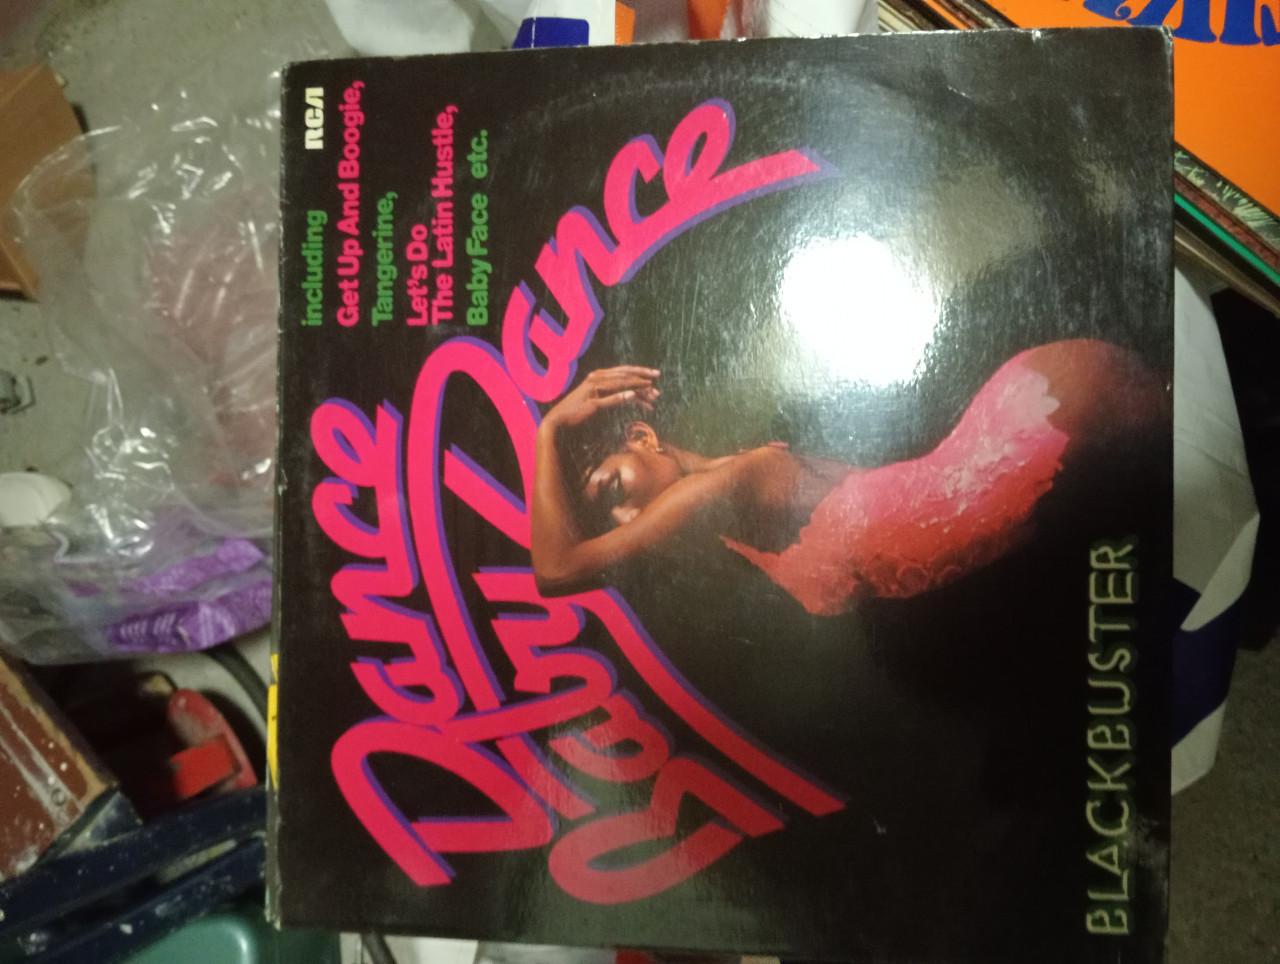 RCA
including
Get Up And Boogie,
Tangerine,
Let's Do
The Latin Hustle,
Baby Face etc.
Dance
Baby Dance
BLACKBUSTER